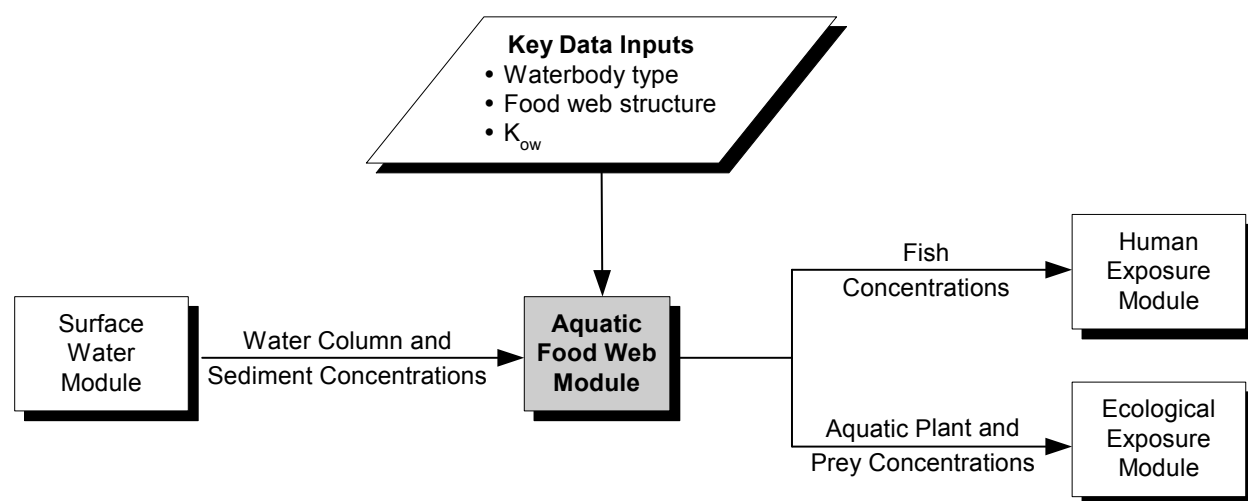 Key Data Inputs
• Waterbody type
• Food web structure
• Kow
Surface
Water
Module
Water Column and
Sediment Concentrations
Aquatic
Food Web
Module
Fish
Concentrations
Human
Exposure
Module
Aquatic Plant and
Prey Concentrations
Ecological
Exposure
Module